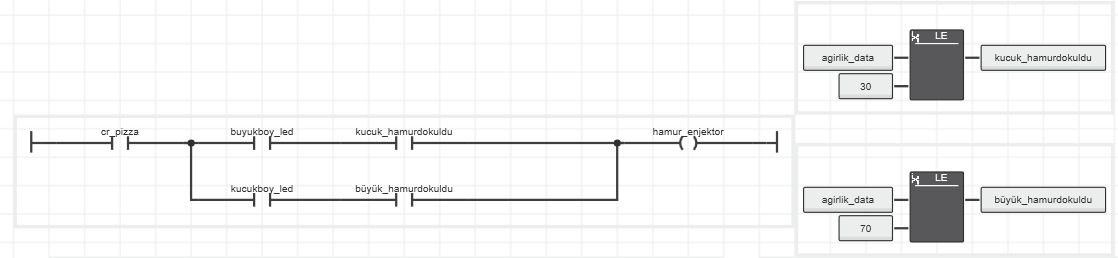 LE
agirlik_data
kucuk_hamurdokuldu
30
cr_pizza
buyukboy_led
kucuk_hamurdokuldu
hamur_enjektor
kucukboy_led
büyük_hamurdokuldu
LE
agirlik_data
büyük_hamurdokuldu
70